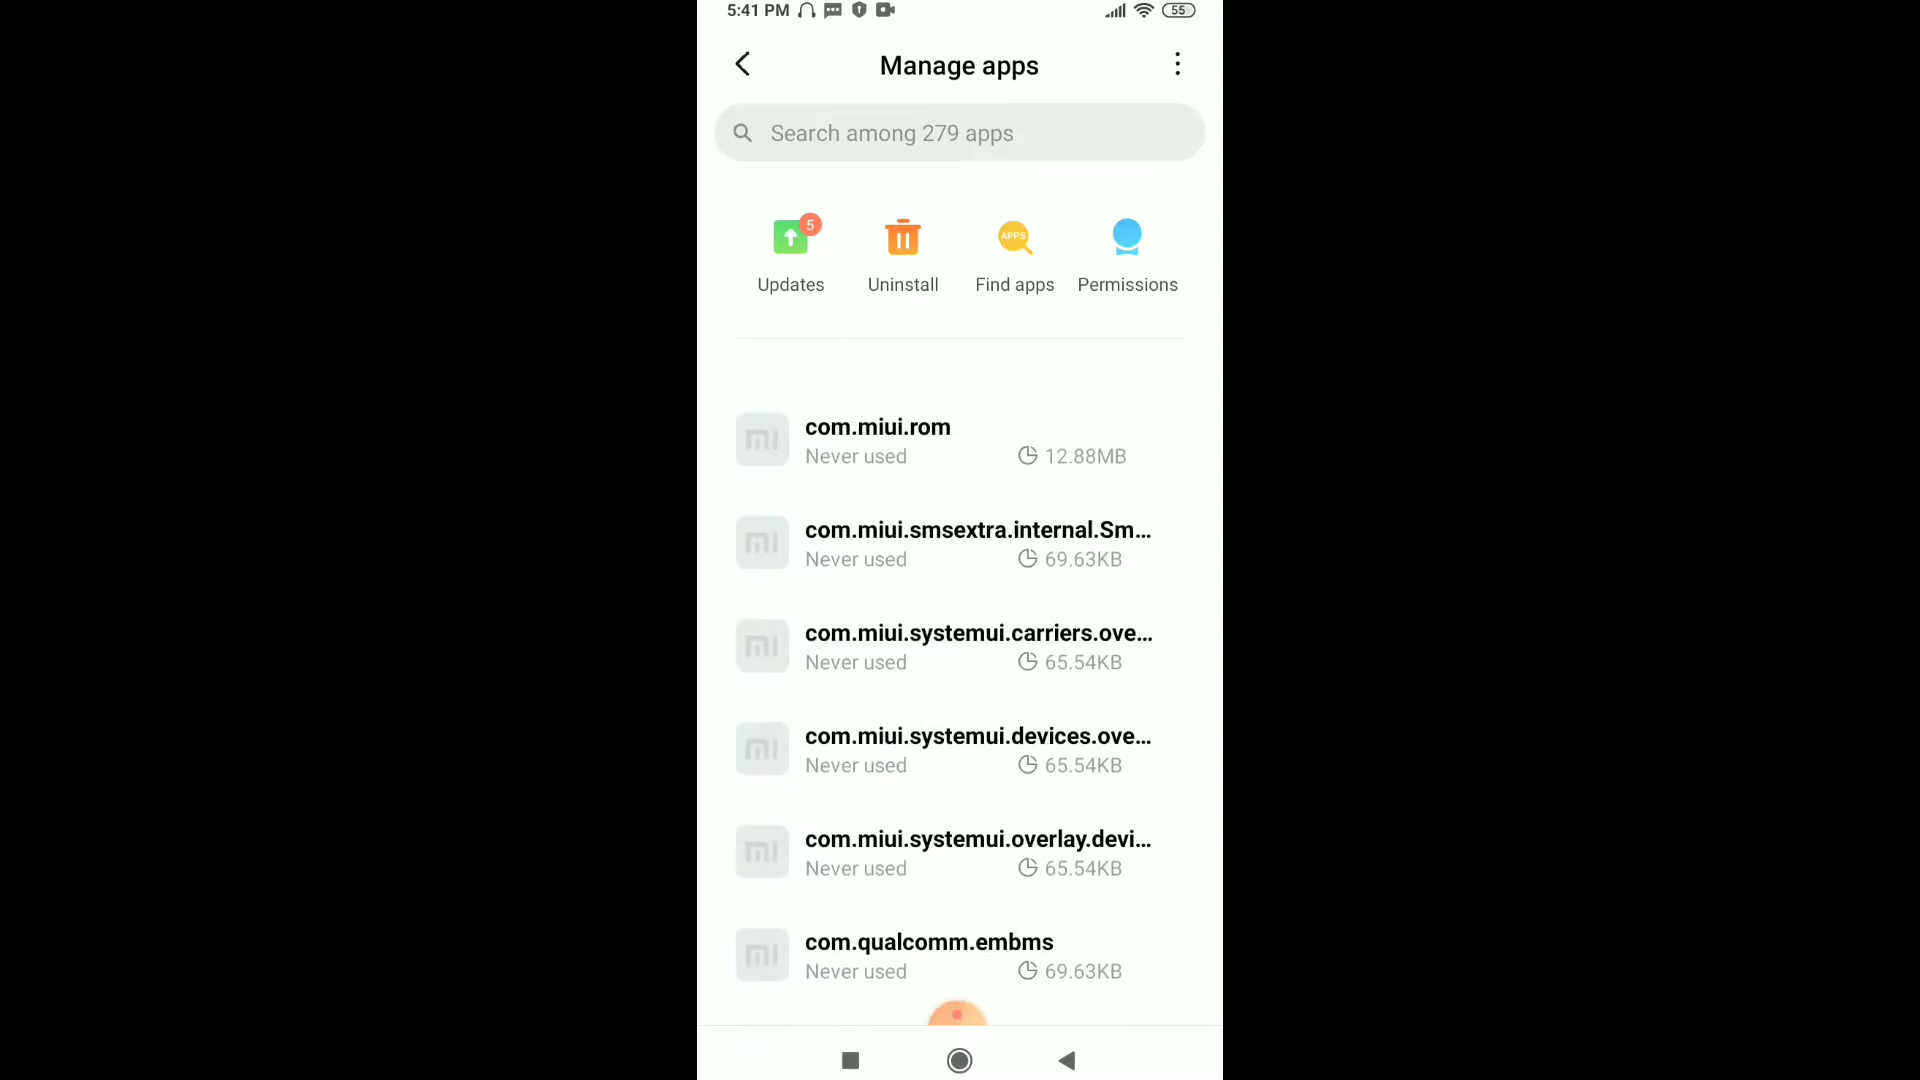 5:41 PM
55
Manage apps
Search among 279 apps
5
APPS
Updates
Uninstall
Find apps
Permissions
com.miui.rom
Never used
12.88MB
com.miui.smsextra.internal.Sm...
Never used
69.63KB
com.miui.systemui.carriers.ove...
Never used
65.54KB
com.miui.systemui.devices.ove...
Never used
65.54KB
com.miui.systemui.overlay.devi...
Never used
65.54KB
com.qualcomm.embms
Never used
69.63KB